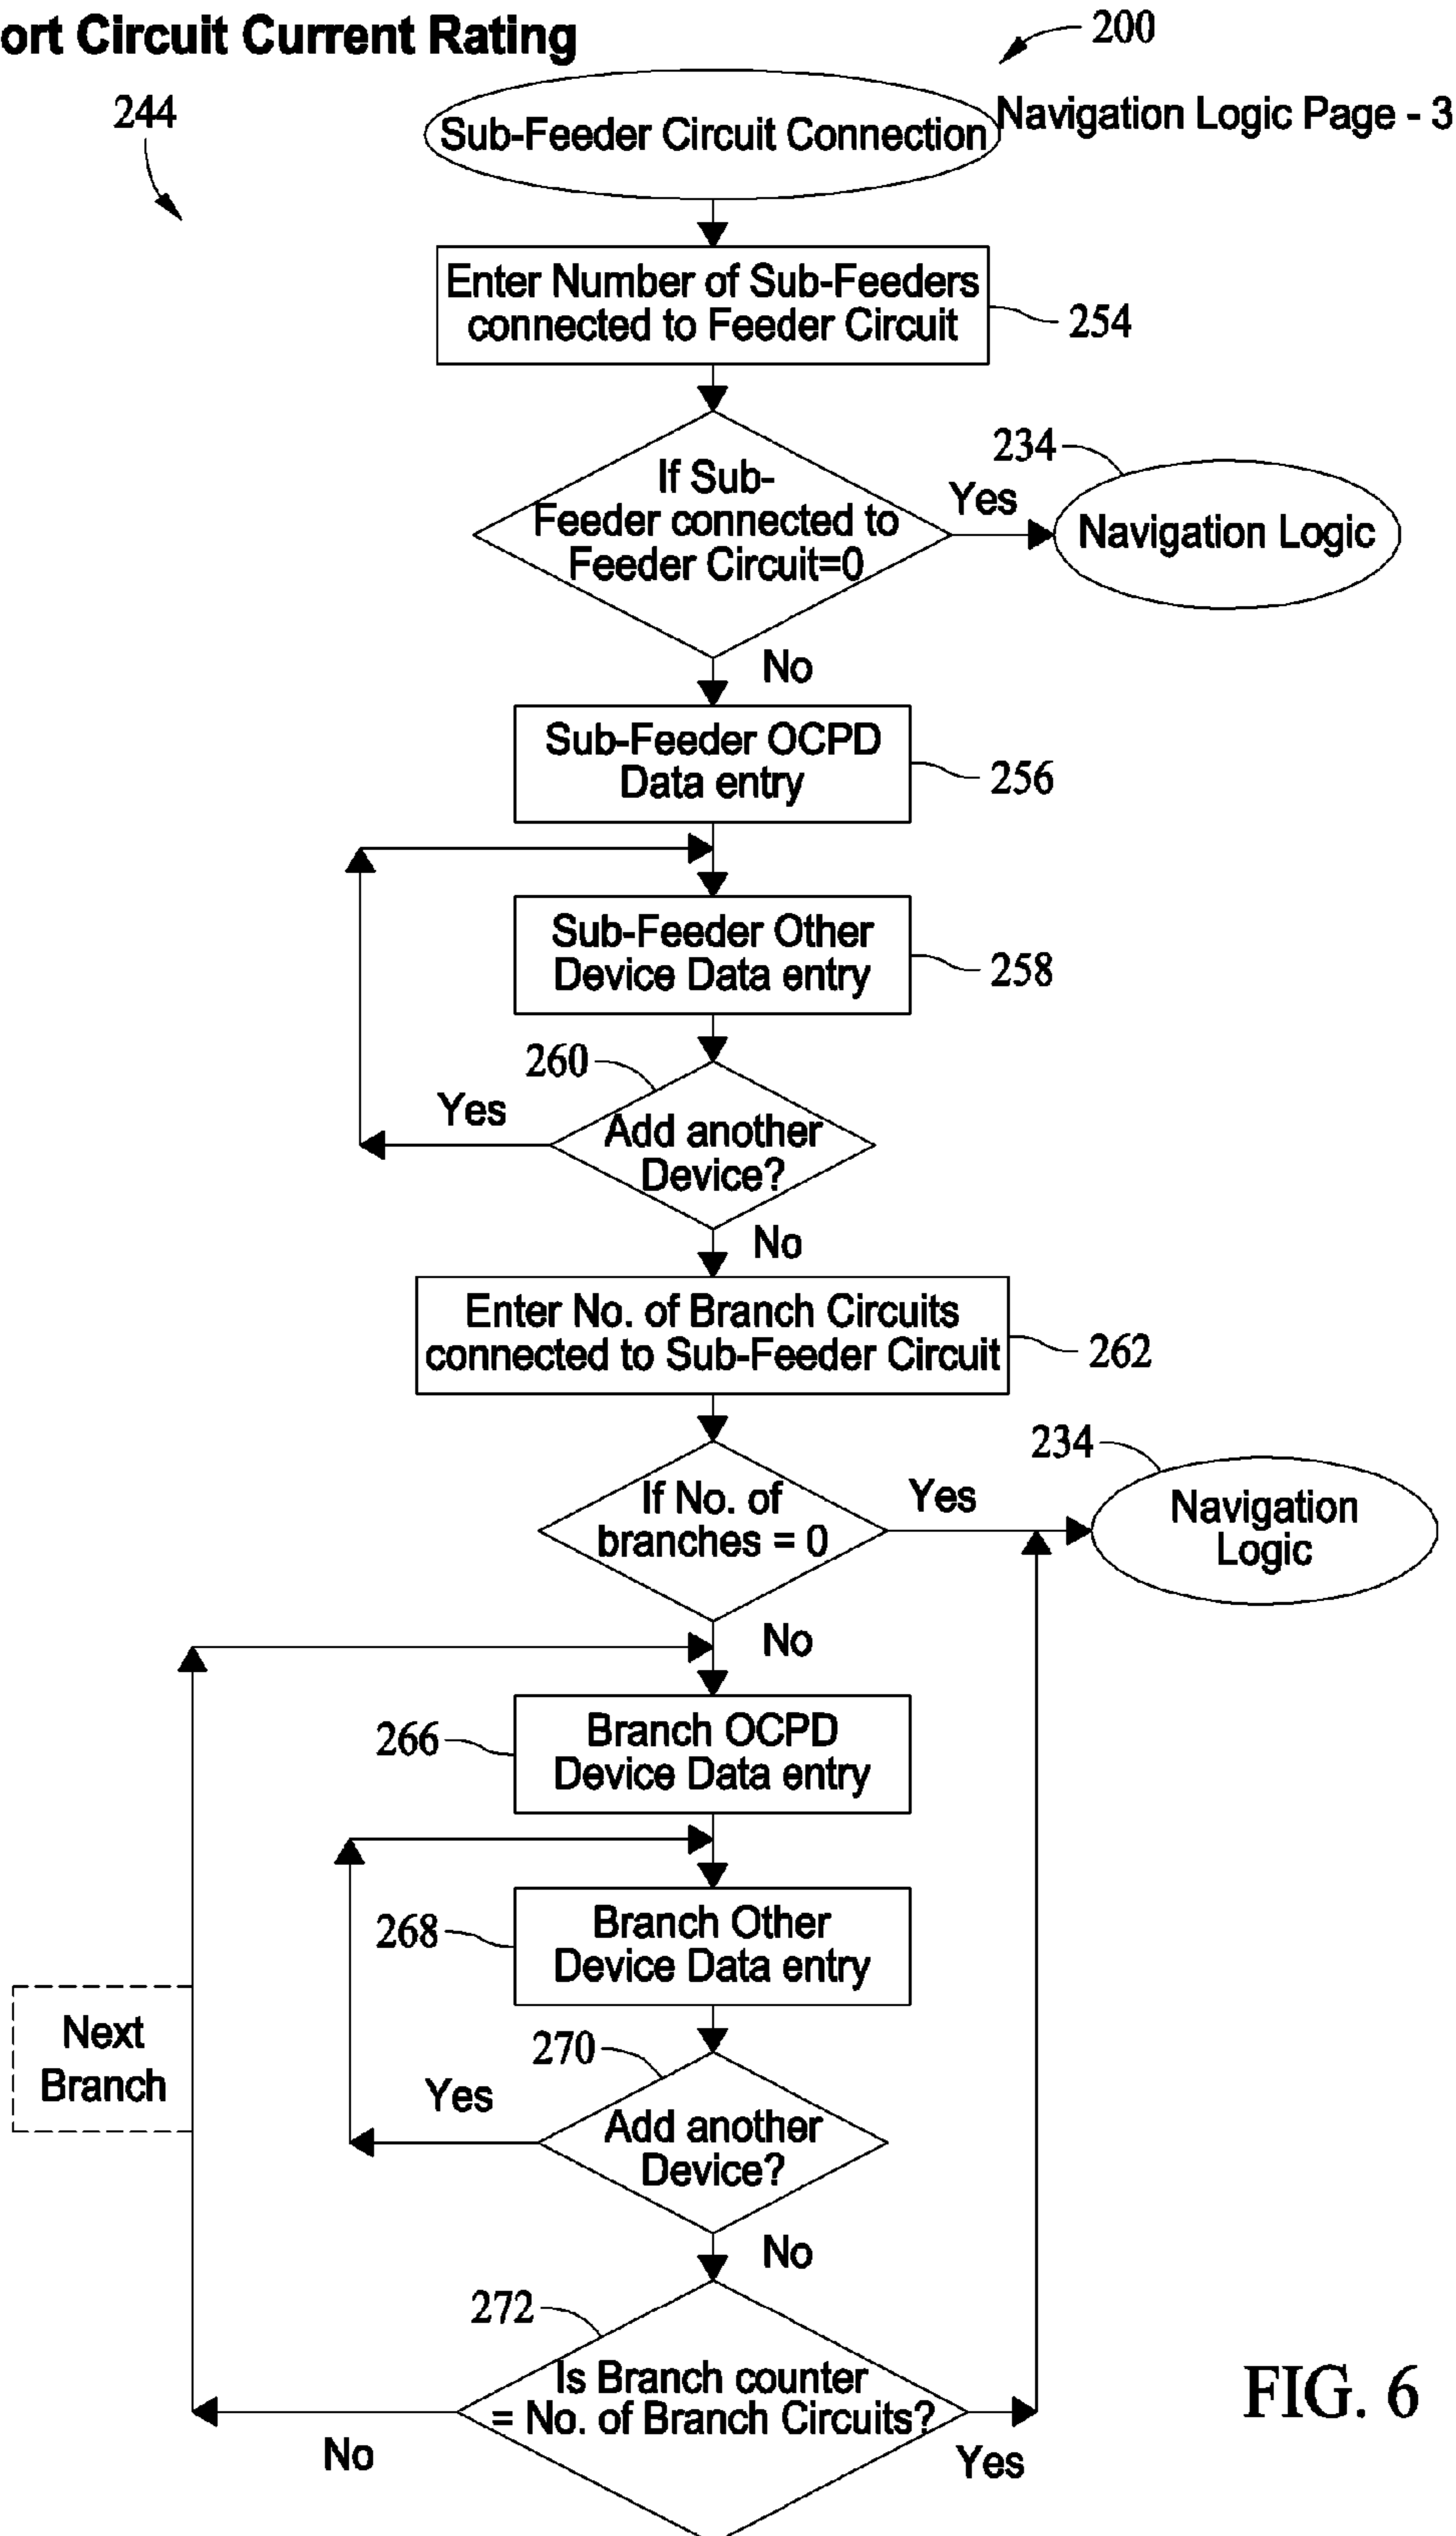 ort Circuit Current Rating
200
244
Sub-Feeder Circuit Connection
Navigation Logic Page - 3
Enter Number of Sub-Feeders
connected to Feeder Circuit
254
If Sub-
Feeder connected to
Feeder Circuit=0
Yes
234
Navigation Logic
No
Sub-Feeder OCPD
Data entry
256
Sub-Feeder Other
Device Data entry
258
260
Yes
Add another
Device?
No
Enter No. of Branch Circuits
connected to Sub-Feeder Circuit
262
If No. of
branches = 0
Yes
234
Navigation
Logic
No
266
Branch OCPD
Device Data entry
268
Branch Other
Device Data entry
Next
Branch
270
Yes
Add another
Device?
No
272
Is Branch counter
= No. of Branch Circuits?
No
Yes
FIG. 6